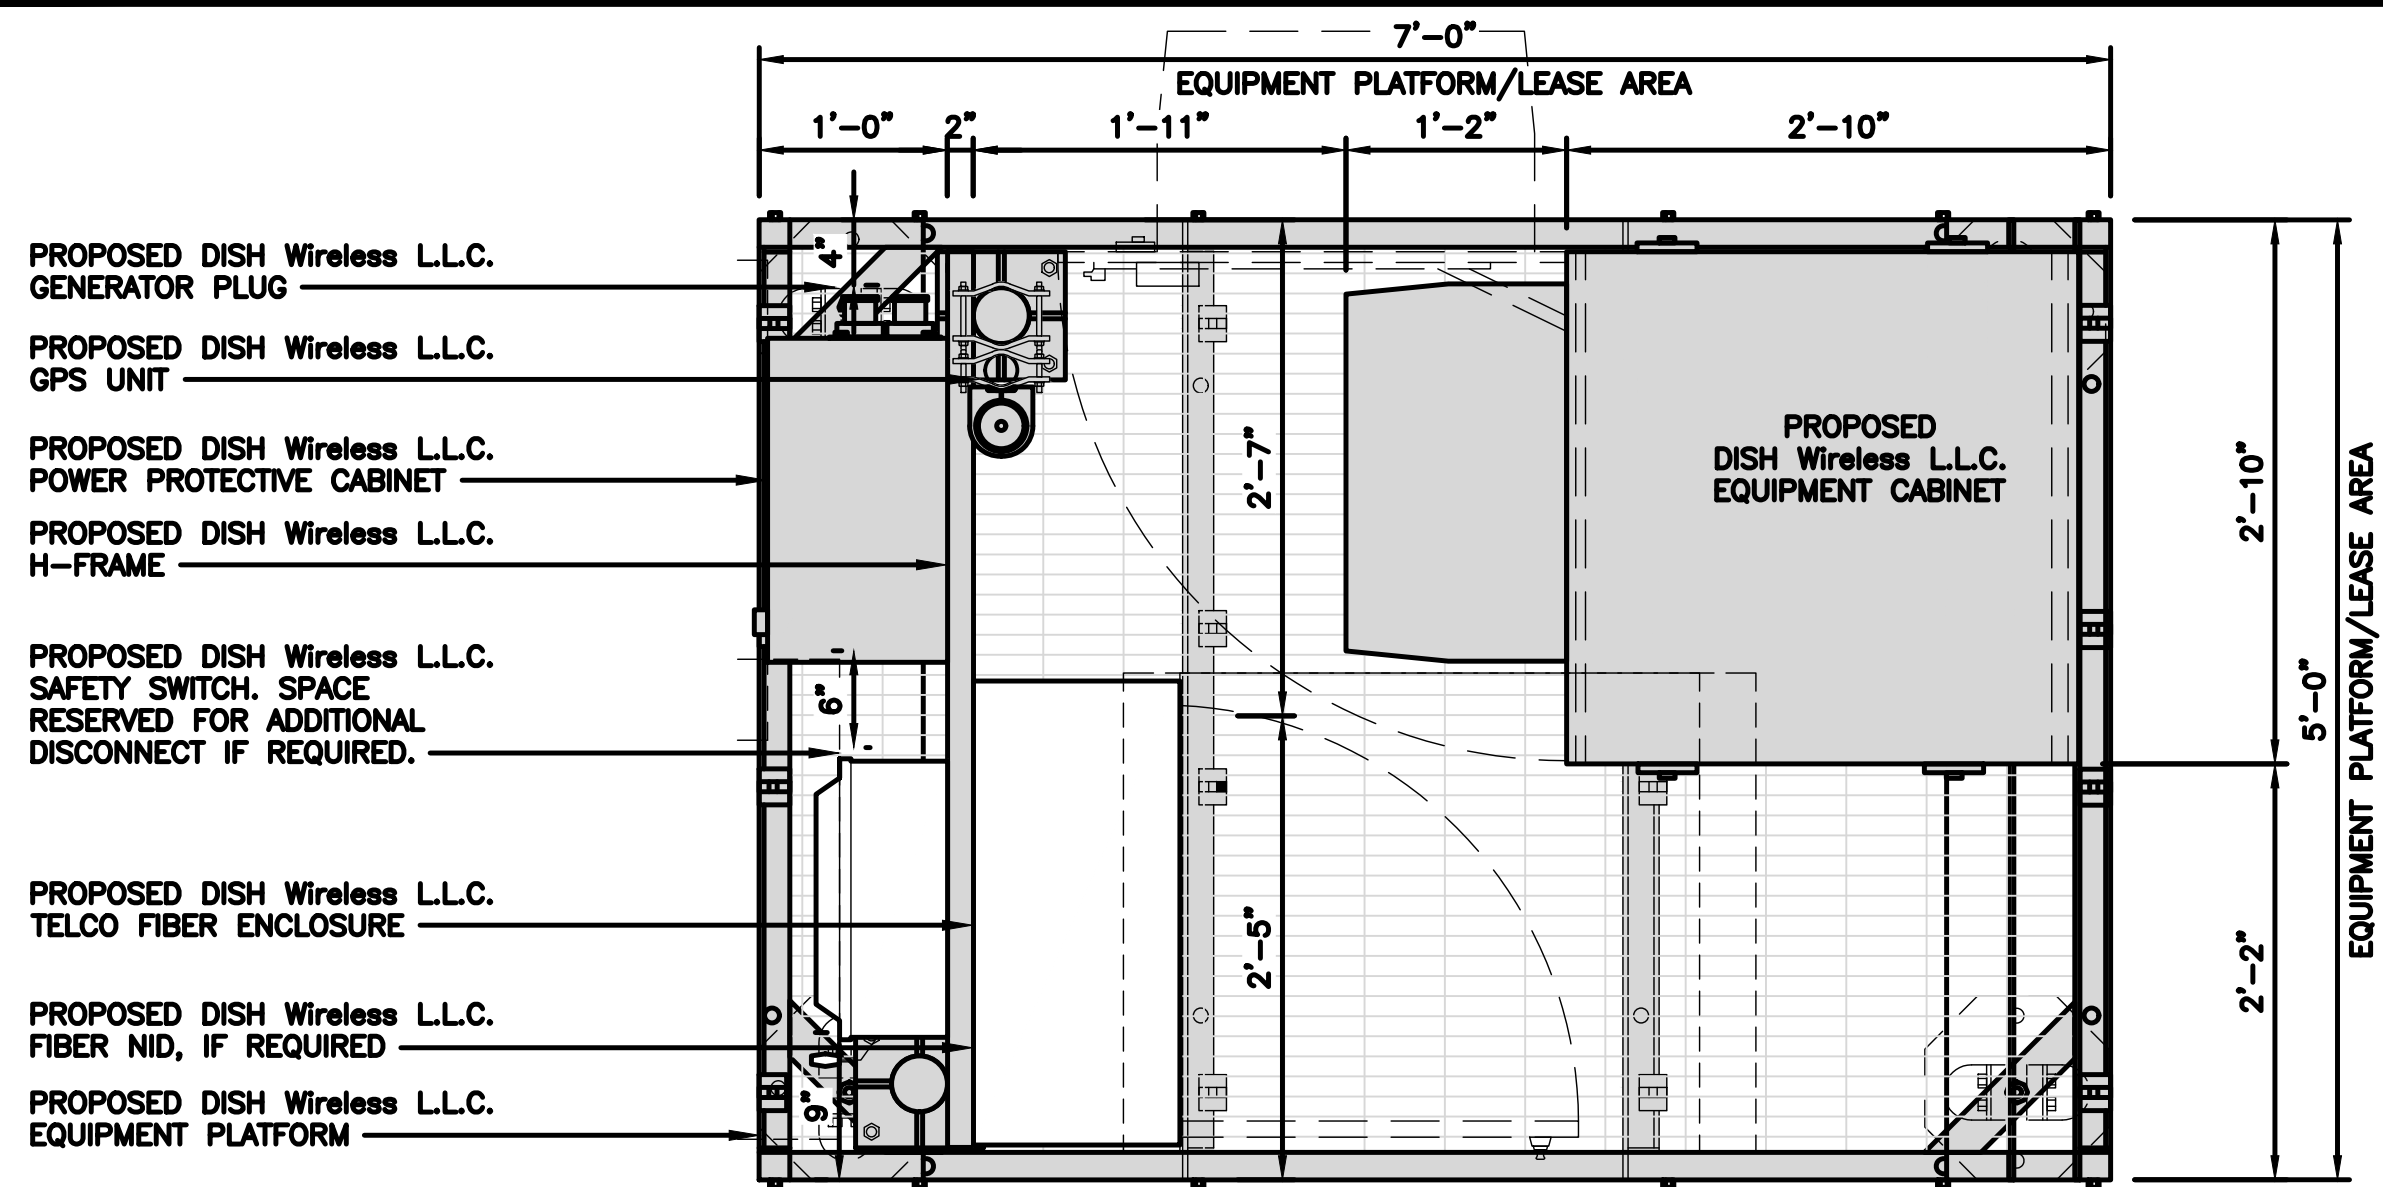 7'-0"
EQUIPMENT PLATFORM/LEASE AREA
1'-0" 2" 1'-11" 1'-2" 2'-10"
PROPOSED DISH Wireless L.L.C.
GENERATOR PLUG
4"
PROPOSED DISH Wireless L.L.C.
GPS UNIT
PROPOSED DISH Wireless L.L.C.
POWER PROTECTIVE CABINET
PROPOSED DISH Wireless L.L.C.
H-FRAME
PROPOSED DISH Wireless L.L.C.
SAFETY SWITCH. SPACE
RESERVED FOR ADDITIONAL
DISCONNECT IF REQUIRED.
6"
PROPOSED DISH Wireless L.L.C.
TELCO FIBER ENCLOSURE
PROPOSED DISH Wireless L.L.C.
FIBER NID, IF REQUIRED
PROPOSED DISH Wireless L.L.C.
EQUIPMENT PLATFORM
9"
2'-7"
2'-5"
PROPOSED
DISH Wireless L.L.C.
EQUIPMENT CABINET
2'-10"
2'-2"
5'-0"
EQUIPMENT PLATFORM/LEASE AREA